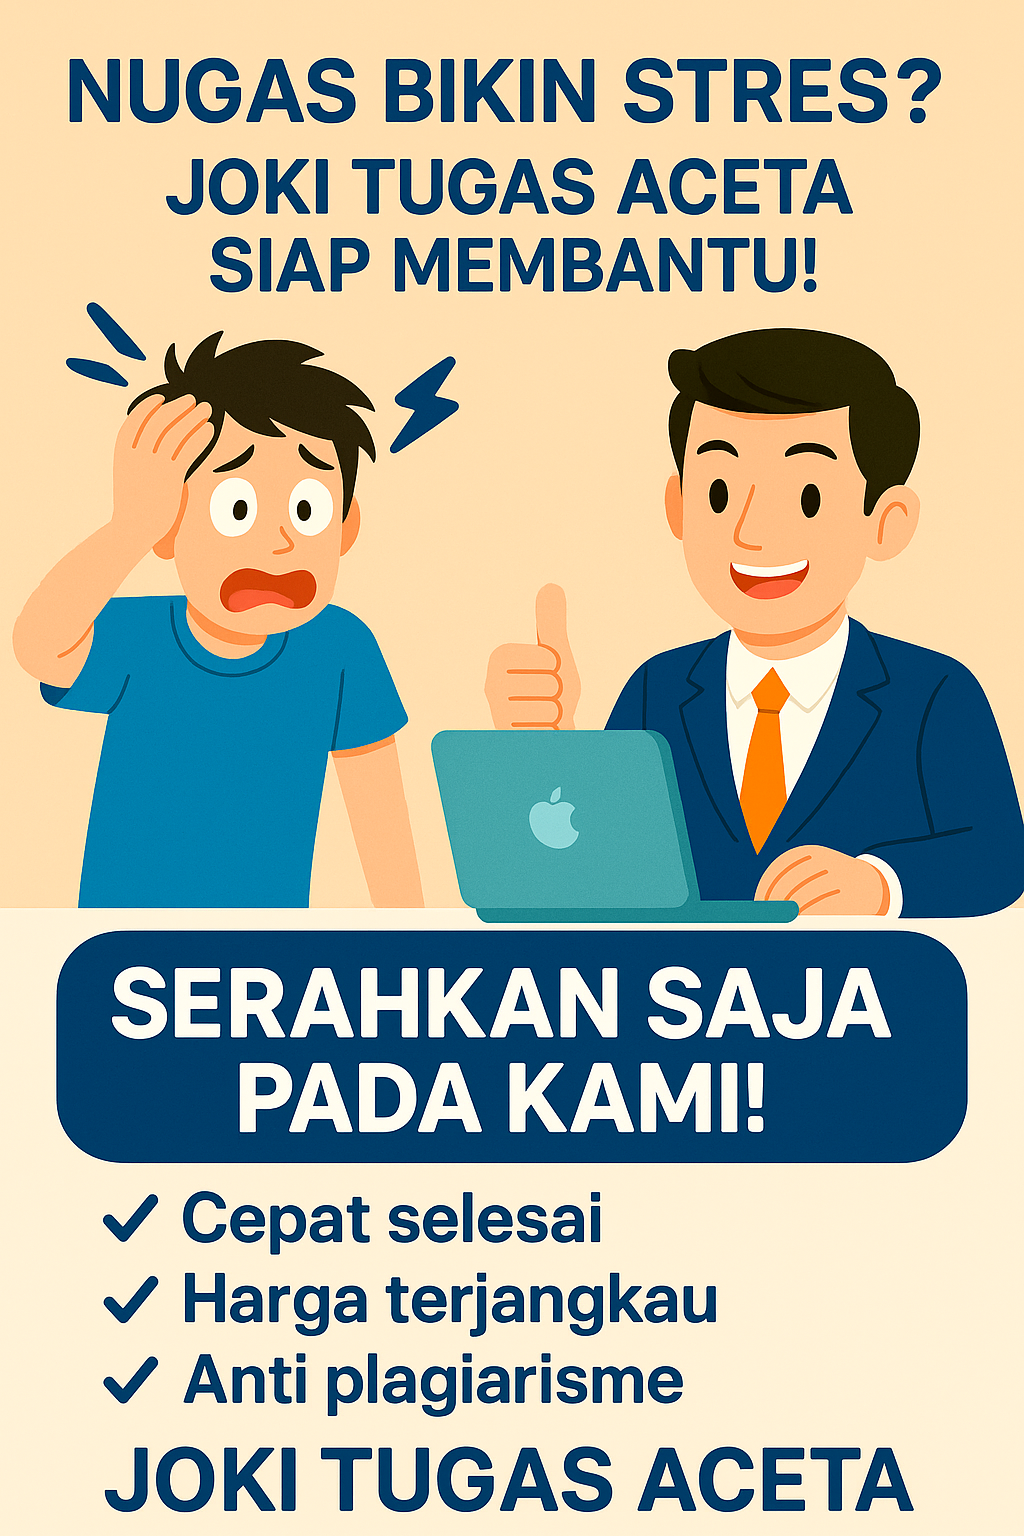 NUGAS BIKIN STRES?
JOKI TUGAS ACETA
SIAP MEMBANTU!
SERAHKAN SAJA
PADA KAMI!
Cepat selesai
Harga terjangkau
Anti plagiarisme
JOKI TUGAS ACETA